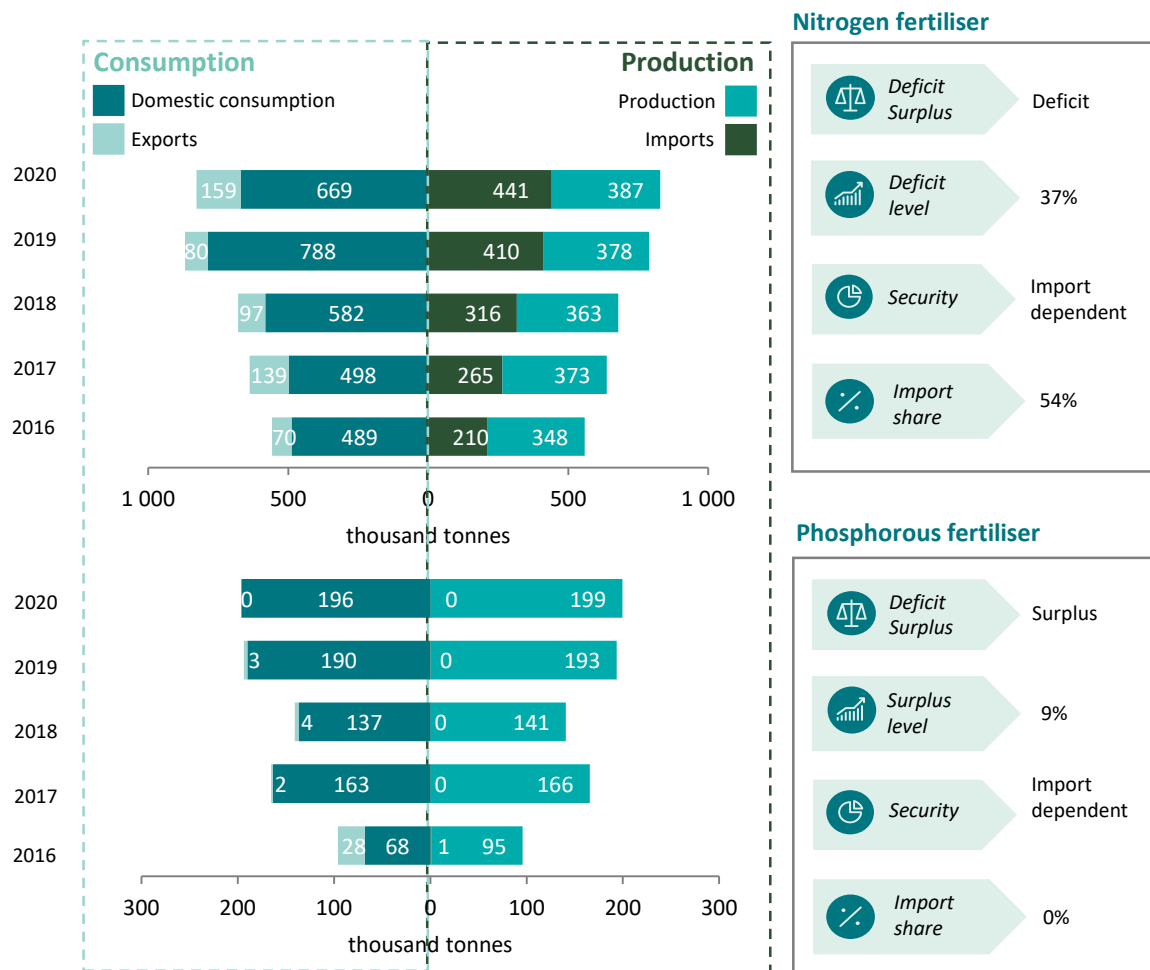 Nitrogen fertiliser
Consumption
Production
Domestic consumption
Production
Exports
Imports
2020
159
669
441
387
2019
80
788
410
378
2018
97
582
316
363
2017
139
498
265
373
2016
70
489
210
348
1 000
500
0
500
1 000
thousand tonnes
Deficit
Surplus
Deficit
Deficit
level
37%
Security
Import
dependent
Import
share
54%
Phosphorous fertiliser
2020
0
196
0
199
2019
3
190
0
193
2018
4
137
0
141
2017
2
163
0
166
2016
28
68
1
95
300
200
100
0
100
200
300
thousand tonnes
Deficit
Surplus
Surplus
Surplus
level
9%
Security
Import
dependent
Import
share
0%